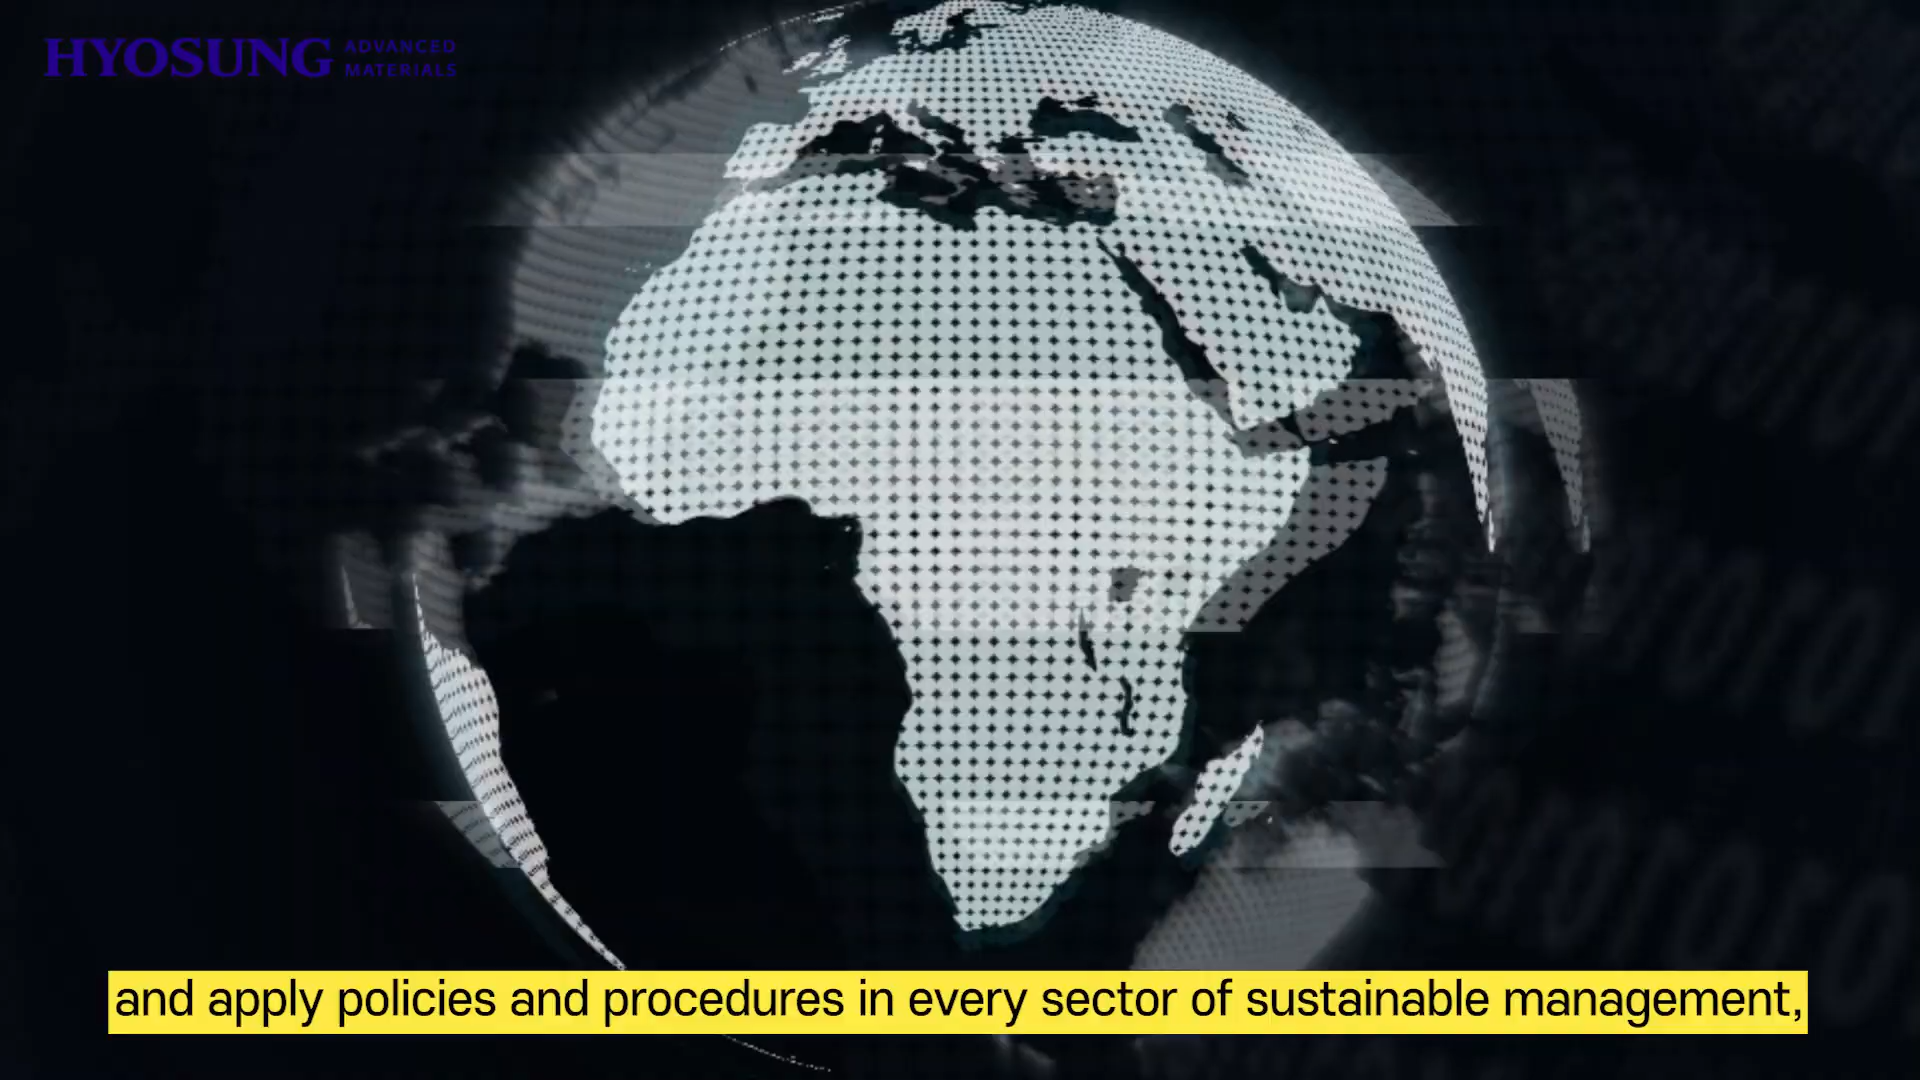 HYOSUNG ADVANCED
MATERIALS
and apply policies and procedures in every sector of sustainable management,